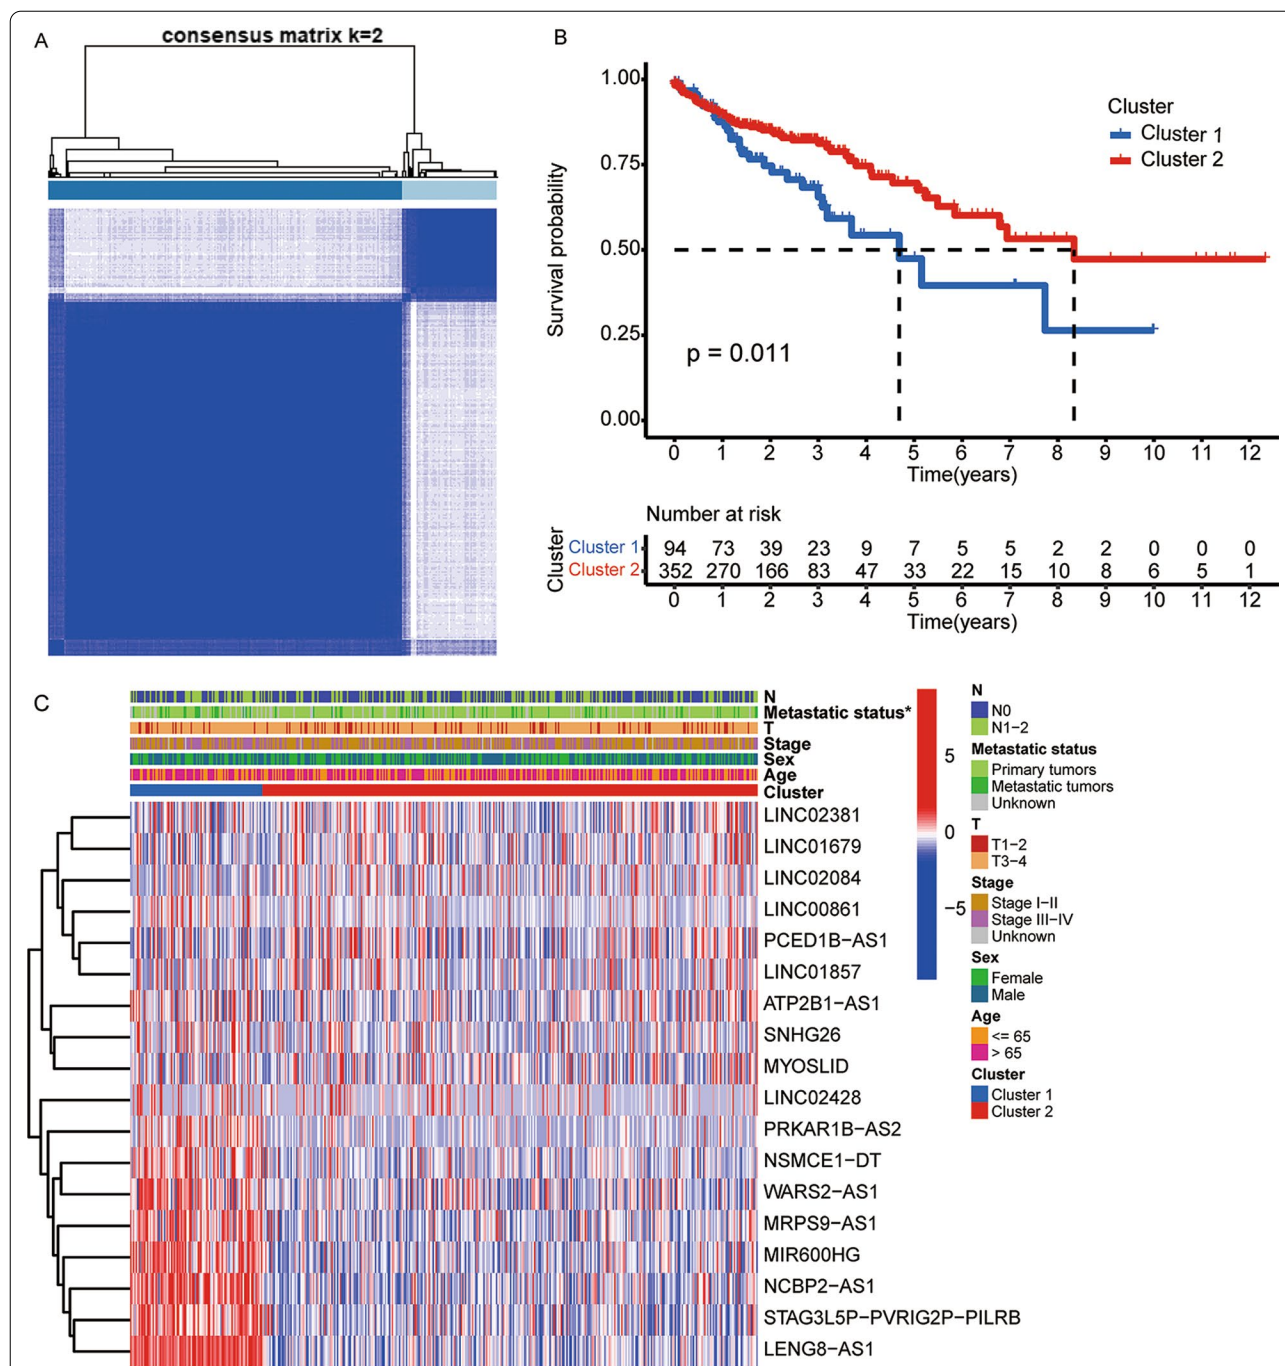 A
consensus matrix k=2
B
1.00
0.75
0.50
0.25
0.00
Survival probability
Cluster
Cluster 1
Cluster 2
p = 0.011
0 1 2 3 4 5 6 7 8 9 10 11 12
Time(years)
Number at risk
Cluster
Cluster 1 94 73 39 23 9 7 5 5 2 2 0 0 0
Cluster 2 352 270 166 83 47 33 22 15 10 8 6 5 1
0 1 2 3 4 5 6 7 8 9 10 11 12
Time(years)
C
N
Metastatic status*
T
Stage
Sex
Age
Cluster
LINC02381
LINC01679
LINC02084
LINC00861
PCED1B−AS1
LINC01857
ATP2B1−AS1
SNHG26
MYOSLID
LINC02428
PRKAR1B−AS2
NSMCE1−DT
WARS2−AS1
MRPS9−AS1
MIR600HG
NCBP2−AS1
STAG3L5P−PVRIG2P−PILRB
LENG8−AS1
5
0
−5
N
N0
N1−2
Metastatic status
Primary tumors
Metastatic tumors
Unknown
T
T1−2
T3−4
Stage
Stage I−II
Stage III−IV
Unknown
Sex
Female
Male
Age
<= 65
> 65
Cluster
Cluster 1
Cluster 2